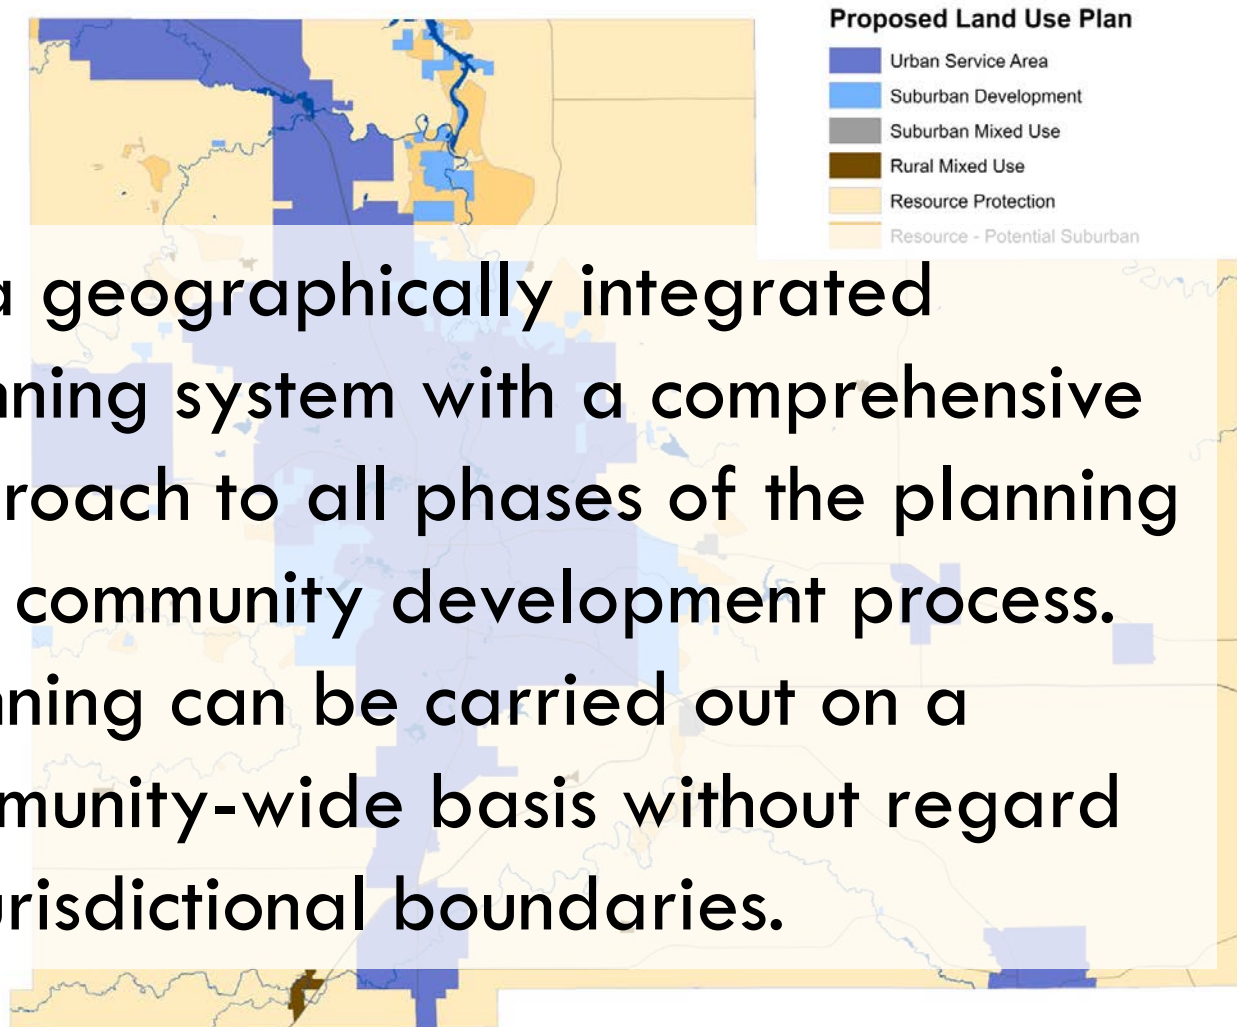 Proposed Land Use Plan
Urban Service Area
Suburban Development
Suburban Mixed Use
Rural Mixed Use
Resource Protection
Resource - Potential Suburban
a geographically integrated
nning system with a comprehensive
roach to all phases of the planning
community development process.
nning can be carried out on a
munity-wide basis without regard
urisdictional boundaries.